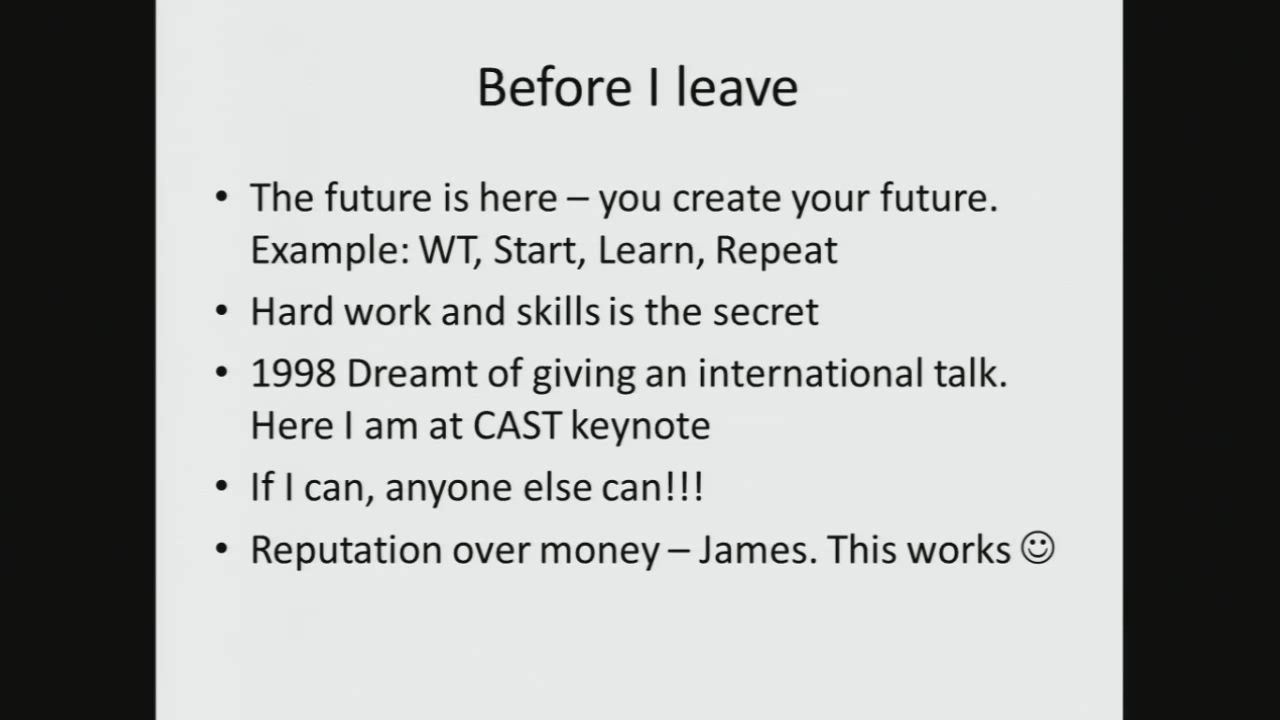 Before I leave
• The future is here – you create your future.
Example: WT, Start, Learn, Repeat
• Hard work and skills is the secret
• 1998 Dreamt of giving an international talk.
Here I am at CAST keynote
• If I can, anyone else can!!!
• Reputation over money – James. This works ☺